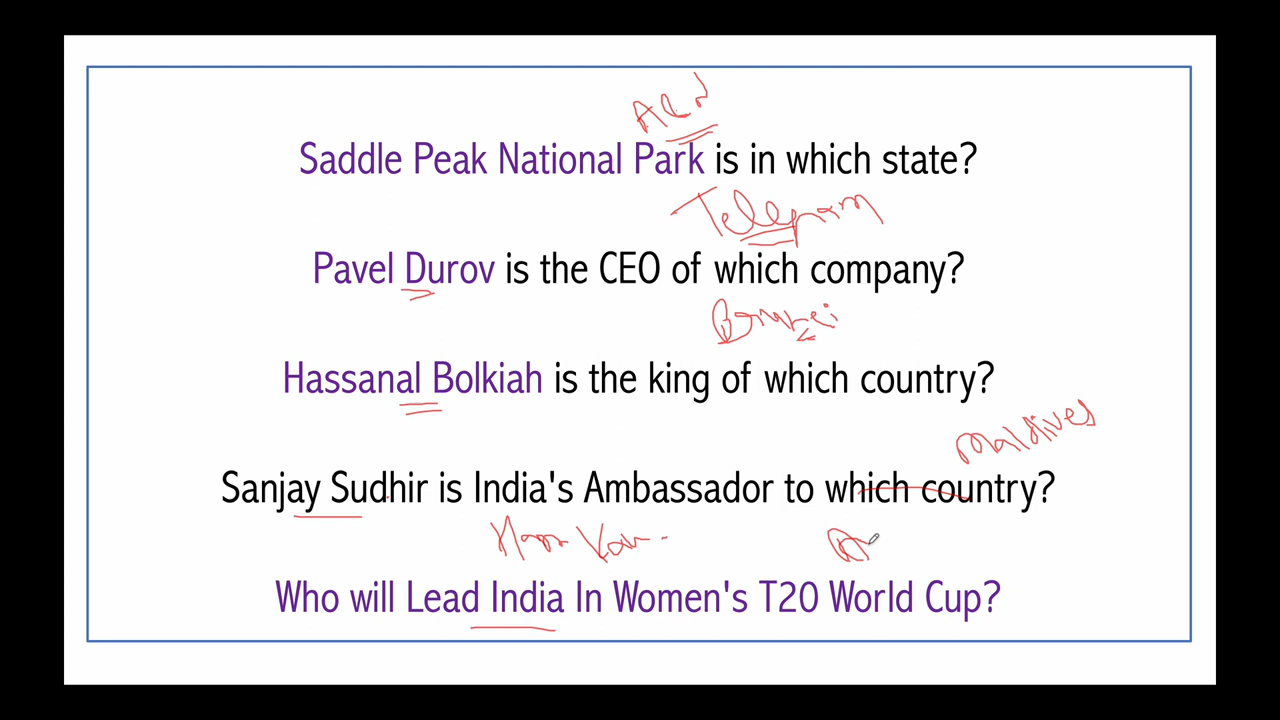 Saddle Peak National Park is in which state?
Telegram
Pavel Durov is the CEO of which company?
Brunei
Hassanal Bolkiah is the king of which country?
Maldives
Sanjay Sudhir is India's Ambassador to which country?
Who will Lead India In Women's T20 World Cup?